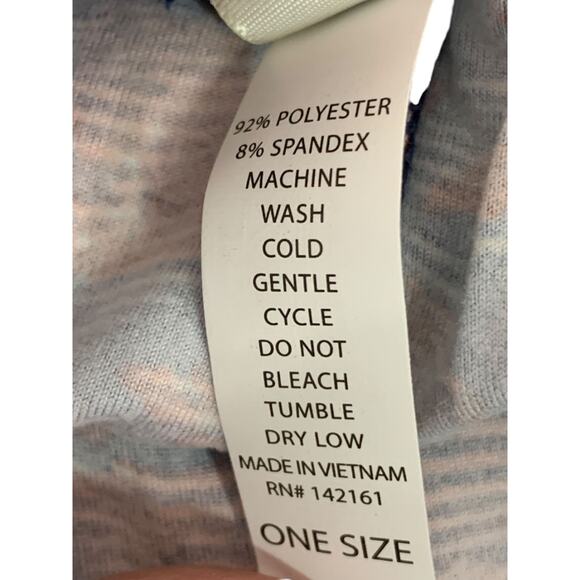 92% POLYESTER
8% SPANDEX
MACHINE
WASH
COLD
GENTLE
CYCLE
DO NOT
BLEACH
TUMBLE
DRY LOW
MADE IN VIETNAM
RN# 142161
ONE SIZE